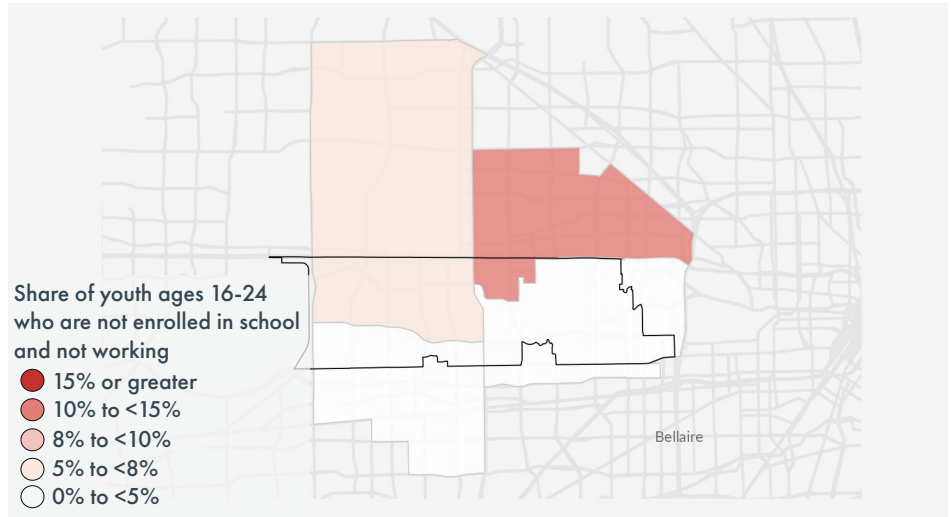 Share of youth ages 16-24
who are not enrolled in school
and not working
15% or greater
10% to <15%
8% to <10%
5% to <8%
0% to <5%
Bellaire